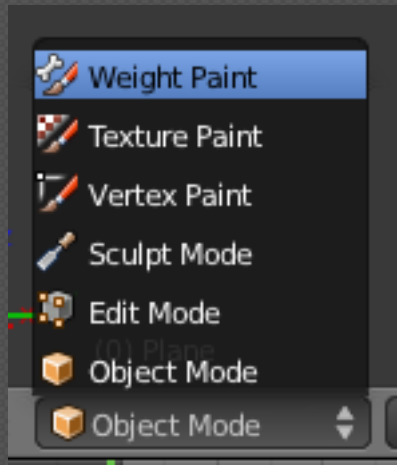 Weight Paint
Texture Paint
Vertex Paint
Sculpt Mode
Edit Mode
(0) Plane
Object Mode
Object Mode